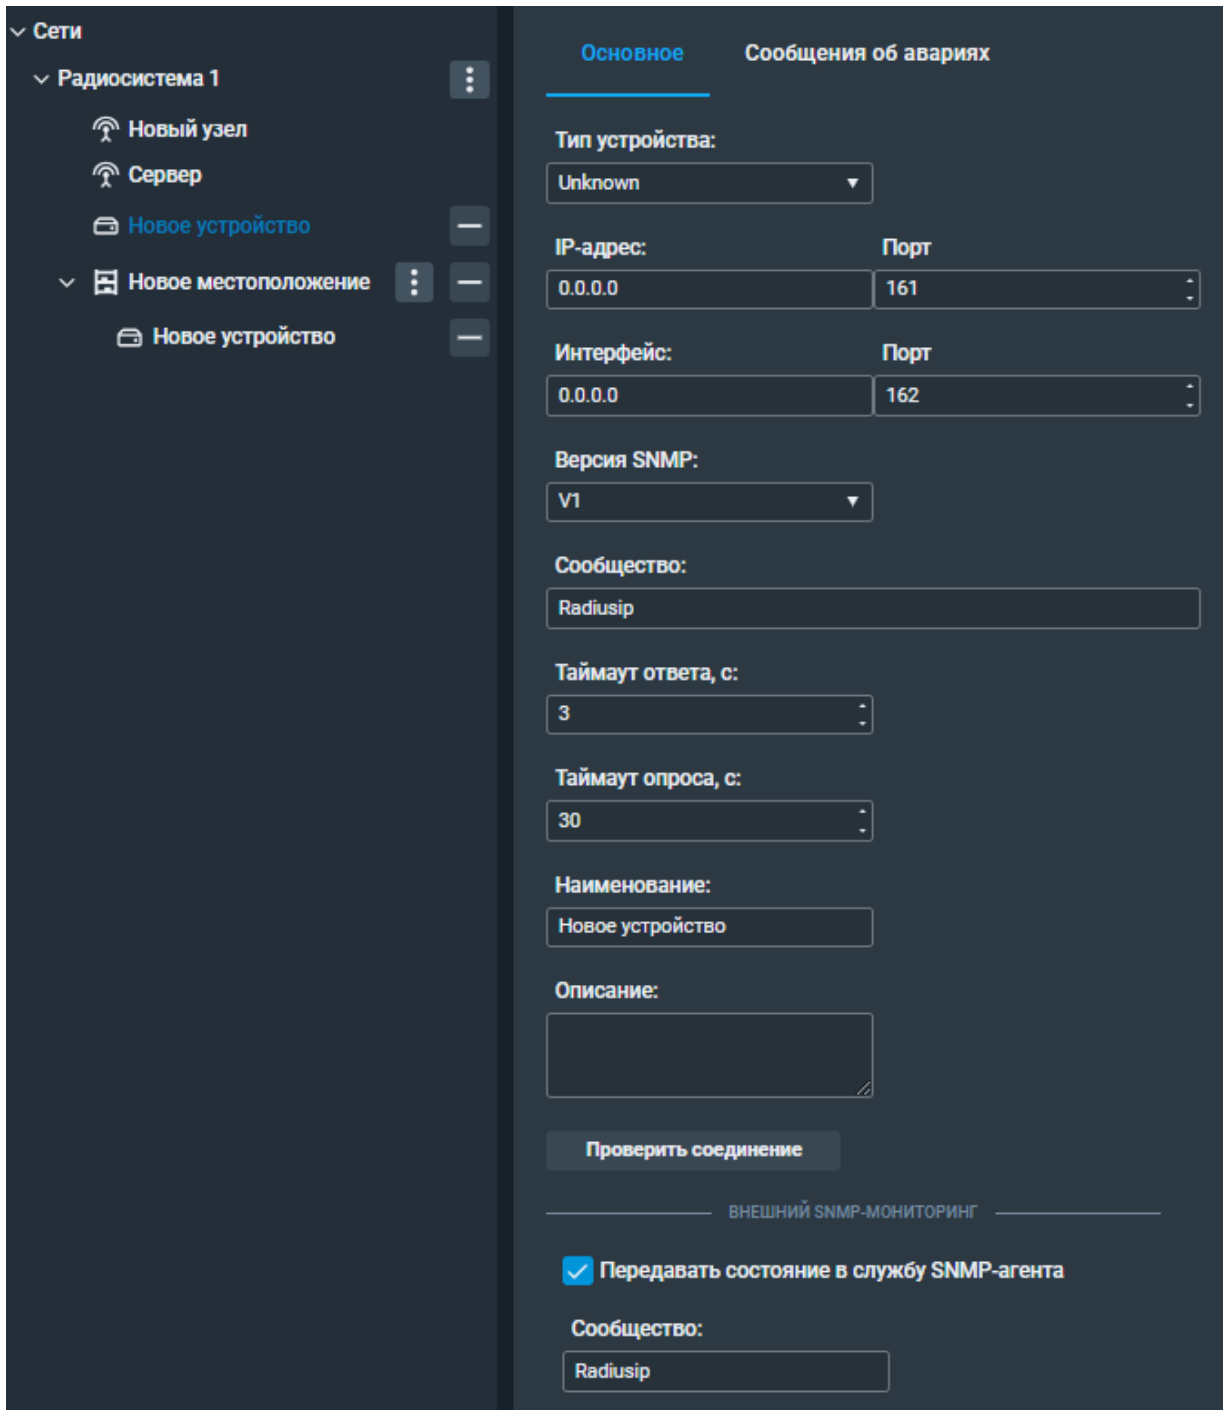 Сети
Радиосистема 1
Новый узел
Сервер
Новое устройство
Новое местоположение
Новое устройство
Основное Сообщения об авариях
Тип устройства:
Unknown
IP-адрес: Порт
0.0.0.0 161
Интерфейс: Порт
0.0.0.0 162
Версия SNMP:
V1
Сообщество:
Radiusip
Таймаут ответа, с:
3
Таймаут опроса, с:
30
Наименование:
Новое устройство
Описание:
Проверить соединение
ВНЕШНИЙ SNMP-МОНИТОРИНГ
Передавать состояние в службу SNMP-агента
Сообщество:
Radiusip